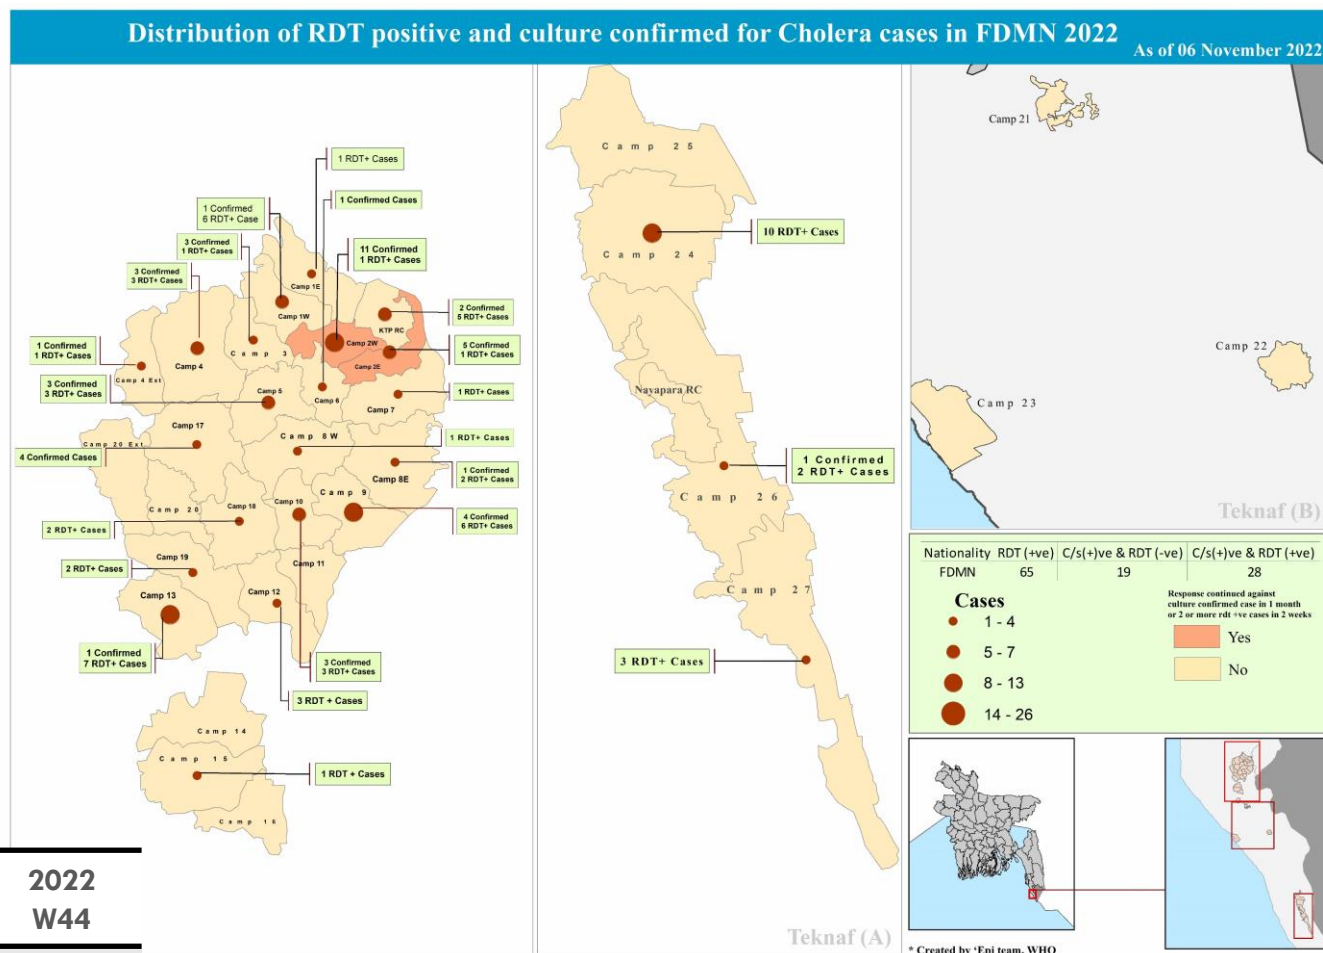 Distribution of RDT positive and culture confirmed for Cholera cases in FDMN 2022
As of 06 November 2022
1 RDT+ Cases
1 Confirmed
6 RDT+ Case
1 Confirmed Cases
3 Confirmed
1 RDT+ Cases
11 Confirmed
1 RDT+ Cases
3 Confirmed
3 RDT+ Cases
Camp 1E
Camp 1W
2 Confirmed
5 RDT+ Cases
KTP RC
1 Confirmed
1 RDT+ Cases
Camp 4
Camp 3
Camp 2W
5 Confirmed
1 RDT+ Cases
Camp 2E
Camp 4 Ext
3 Confirmed
3 RDT+ Cases
Camp 5
Camp 6
1 RDT+ Cases
Camp 7
Camp 17
Camp 20 Ext
Camp 8W
1 RDT+ Cases
4 Confirmed Cases
1 Confirmed
2 RDT+ Cases
Camp 8E
Camp 9
Camp 10
Camp 20
Camp 18
4 Confirmed
6 RDT+ Cases
2 RDT+ Cases
Camp 19
Camp 11
2 RDT+ Cases
Camp 13
Camp 12
1 Confirmed
7 RDT+ Cases
3 Confirmed
3 RDT+ Cases
3 RDT + Cases
Camp 14
Camp 15
1 RDT + Cases
Camp 16
2022
W44
Camp 25
10 RDT+ Cases
Camp 24
Nayapara RC
1 Confirmed
2 RDT+ Cases
Camp 26
Camp 27
3 RDT+ Cases
Teknaf (A)
Camp 21
Camp 22
Camp 23
Teknaf (B)
Nationality RDT (+ve) C/s(+)ve & RDT (-ve) C/s(+)ve & RDT (+ve)
FDMN 65 19 28
Cases
1 - 4
5 - 7
8 - 13
14 - 26
Response continued against
culture confirmed case in 1 month
or 2 or more rdt +ve cases in 2 weeks
Yes
No
* Created by 'Epi team, WHO